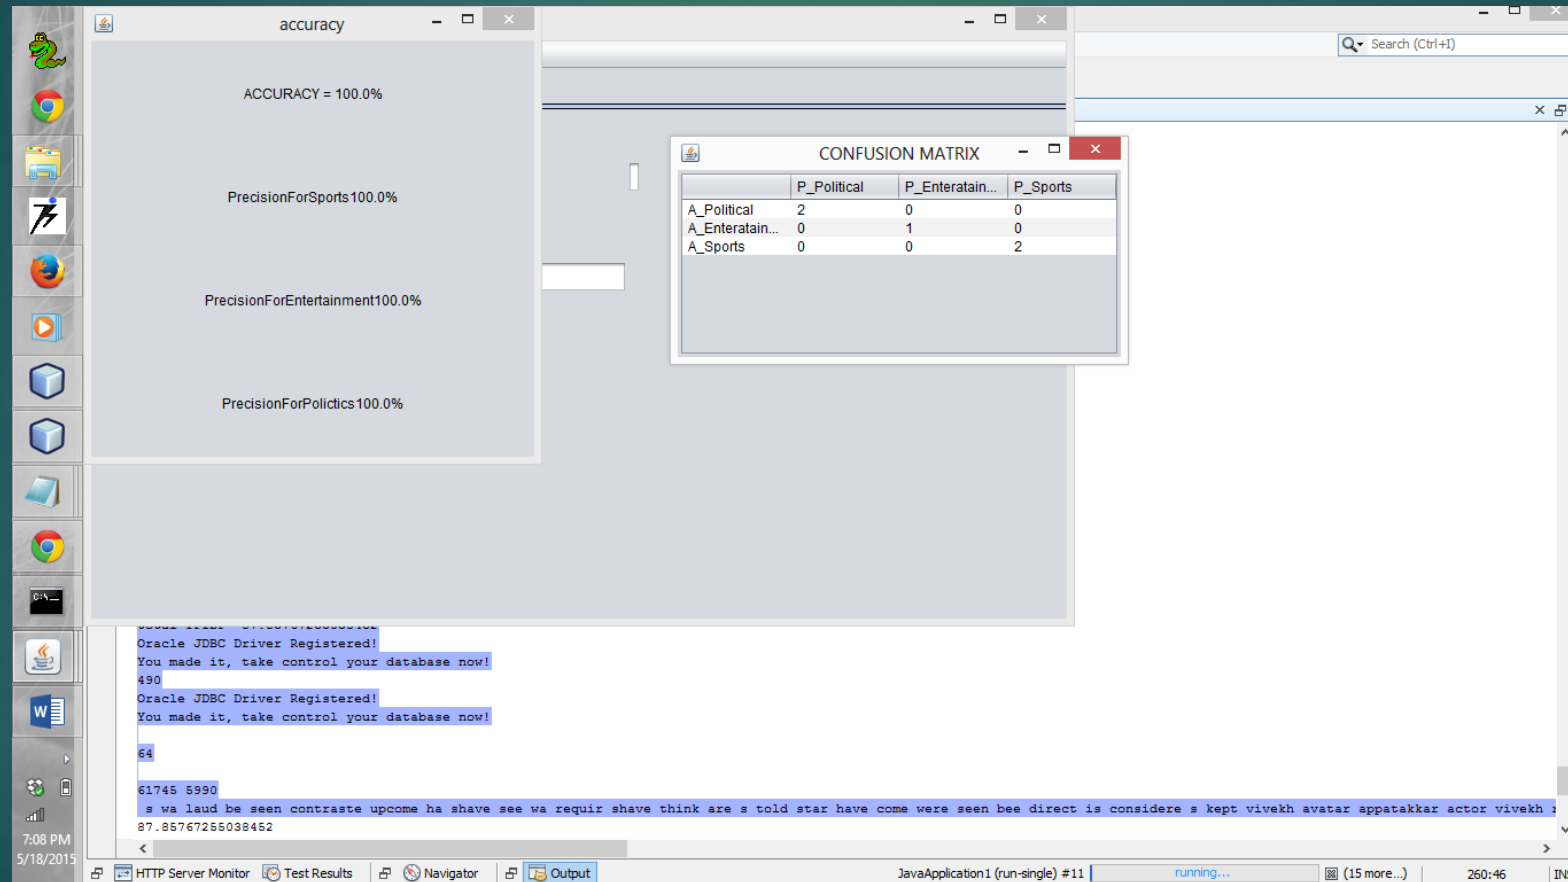 accuracy
ACCURACY = 100.0%
PrecisionForSports100.0%
PrecisionForEntertainment100.0%
PrecisionForPolictics100.0%
Search (Ctrl+I)
CONFUSION MATRIX
P_Political P_Enteratain... P_Sports
A_Political 2 0 0
A_Enteratain... 0 1 0
A_Sports 0 0 2
Oracle JDBC Driver Registered!
You made it, take control your database now!
490
Oracle JDBC Driver Registered!
You made it, take control your database now!
64
61745 5990
s wa laud be seen contraste upcome ha shave see wa requir shave think are s told star have come were seen bee direct is considere s kept vivekh avatar appatakkar actor vivekh
87.85767255038452
7:08 PM
5/18/2015
HTTP Server Monitor Test Results Navigator Output JavaApplication1 (run-single) #11 running... (15 more...) 260:46 IN